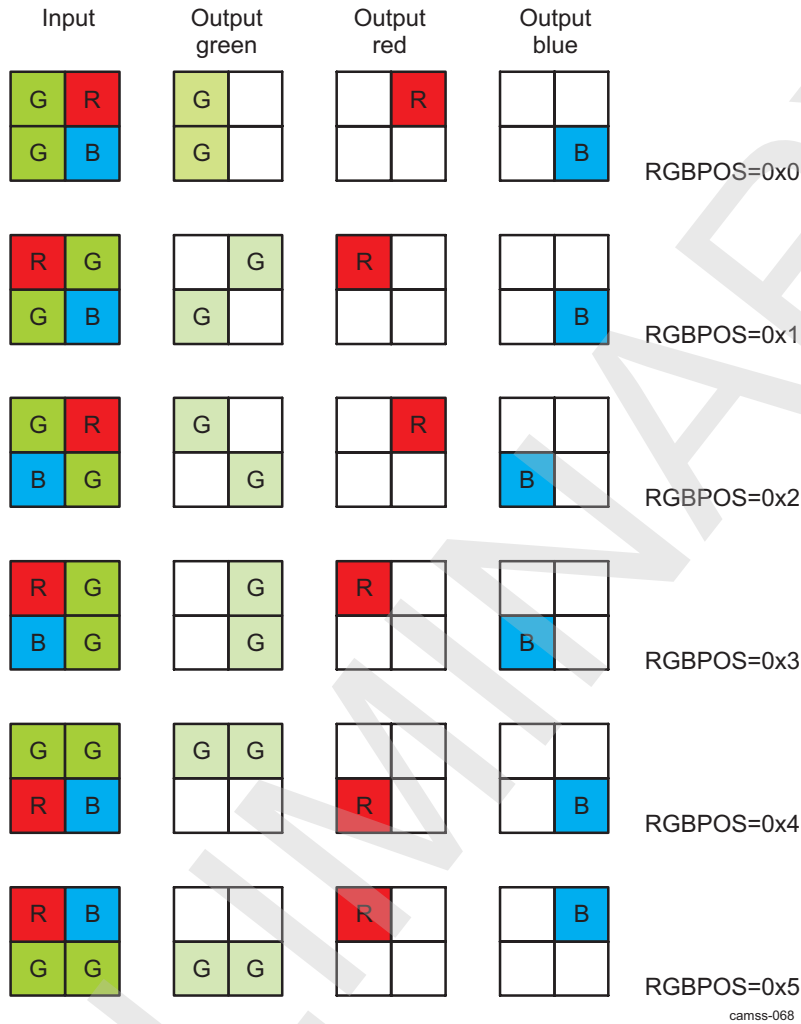 Input Output Output Output
green red blue
G R G R
G B G B
RGBPOS=0x0
R G G R
G B G B
RGBPOS=0x1
G R G R
B G G B
RGBPOS=0x2
R G G R
B G G B
RGBPOS=0x3
G G G G
R B R B
RGBPOS=0x4
R B R B
G G G G
RGBPOS=0x5
camss-068